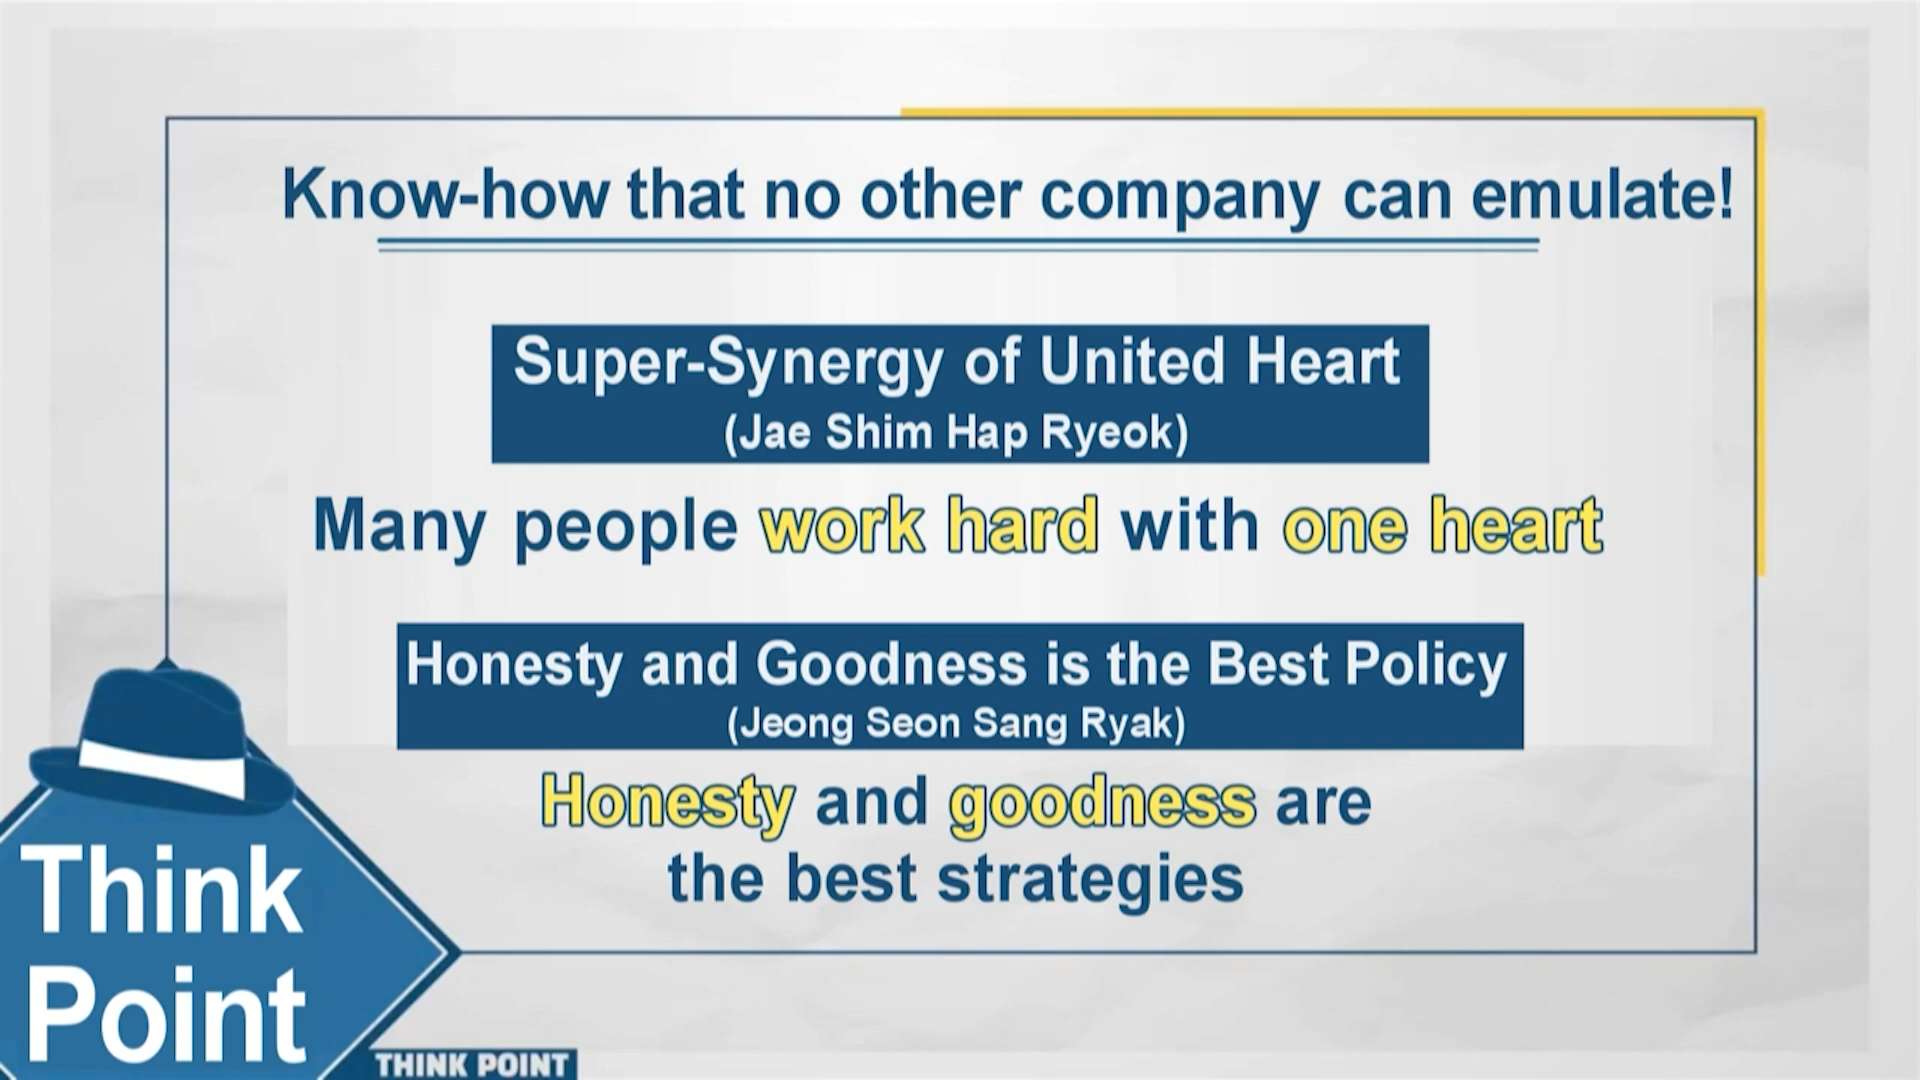 Know-how that no other company can emulate!
Super-Synergy of United Heart
(Jae Shim Hap Ryeok)
Many people work hard with one heart
Honesty and Goodness is the Best Policy
(Jeong Seon Sang Ryak)
Honesty and goodness are
the best strategies
Think
Point
THINK POINT